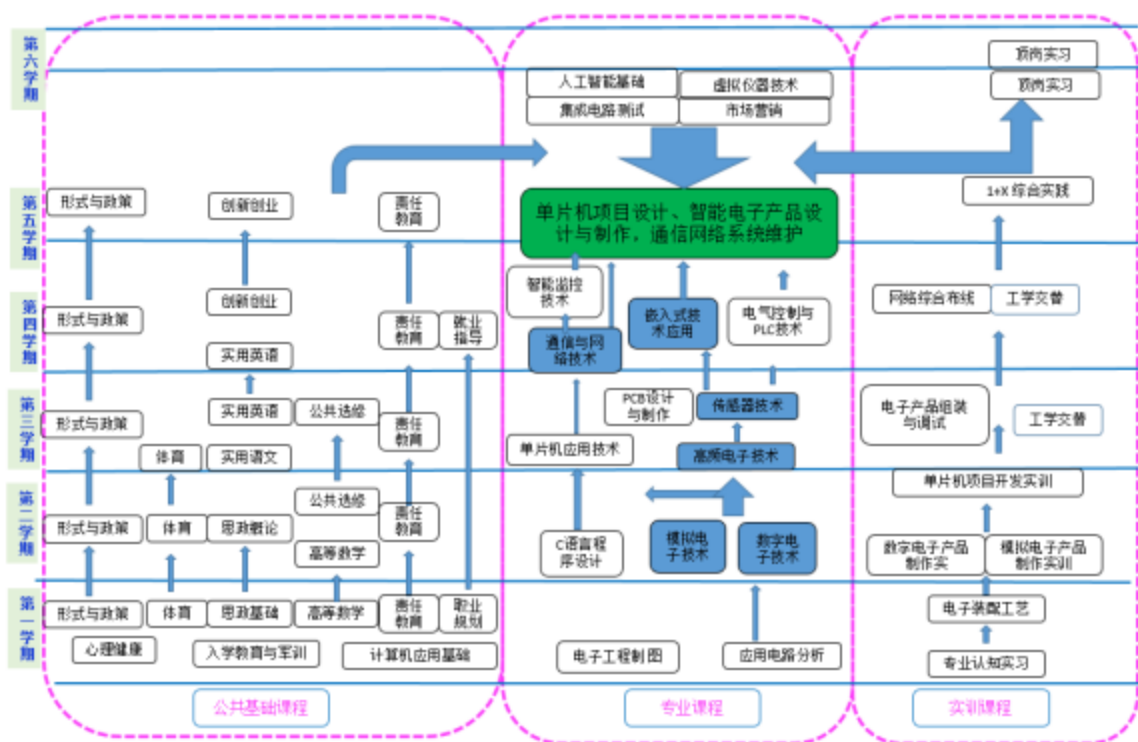 第六学期
顶岗实习
顶岗实习
人工智能基础
虚拟仪器技术
集成电路测试
市场营销
第五学期
形式与政策
创新创业
责任
教育
单片机项目设计、智能电子产品设
计与制作，通信网络系统维护
1+X 综合实践
第四学期
形式与政策
创新创业
实用英语
责任
教育
就业
指导
智能监控
技术
通信与网
络技术
嵌入式技
术应用
电气控制与
PLC技术
网络综合布线
工学交替
第三学期
形式与政策
体育
实用英语
实用语文
公共选修
责任
教育
PCB设计
与制作
传感器技术
单片机应用技术
高频电子技术
电子产品组装
与调试
工学交替
第二学期
形式与政策
体育
思政概论
公共选修
高等数学
责任
教育
C语言程
序设计
模拟电
子技术
数字电
子技术
单片机项目开发实训
数字电子产品
制作实
模拟电子产品
制作实训
第一学期
形式与政策
体育
思政基础
高等数学
责任
教育
职业
规划
心理健康
入学教育与军训
计算机应用基础
电子工程制图
应用电路分析
电子装配工艺
专业认知实习
公共基础课程
专业课程
实训课程